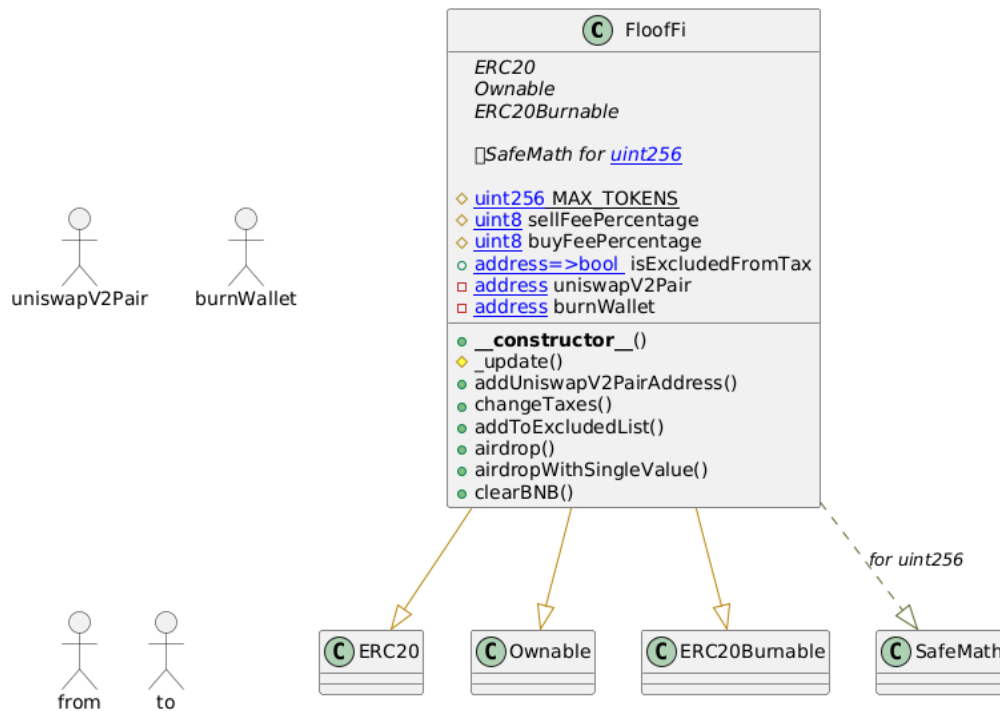 C FloofFi
ERC20
Ownable
ERC20Burnable
SafeMath for uint256
uint256 MAX_TOKENS
uint8 sellFeePercentage
uint8 buyFeePercentage
address=>bool isExcludedFromTax
address uniswapV2Pair
address burnWallet
__constructor__()
_update()
addUniswapV2PairAddress()
changeTaxes()
addToExcludedList()
airdrop()
airdropWithSingleValue()
clearBNB()
uniswapV2Pair
burnWallet
for uint256
from
to
C ERC20
C Ownable
C ERC20Burnable
C SafeMath